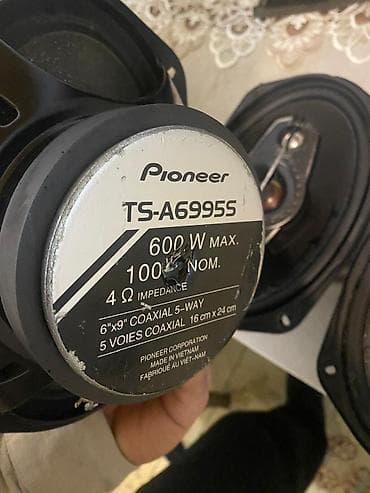 Pioneer
TS-A6995S
600 W MAX.
100 NOM.
4 Ω IMPEDANCE
6"x9" COAXIAL 5-WAY
5 VOIES COAXIAL 16 cm x 24 cm
PIONEER CORPORATION
MADE IN VIETNAM
FABRIQUÉ AU VIET-NAM